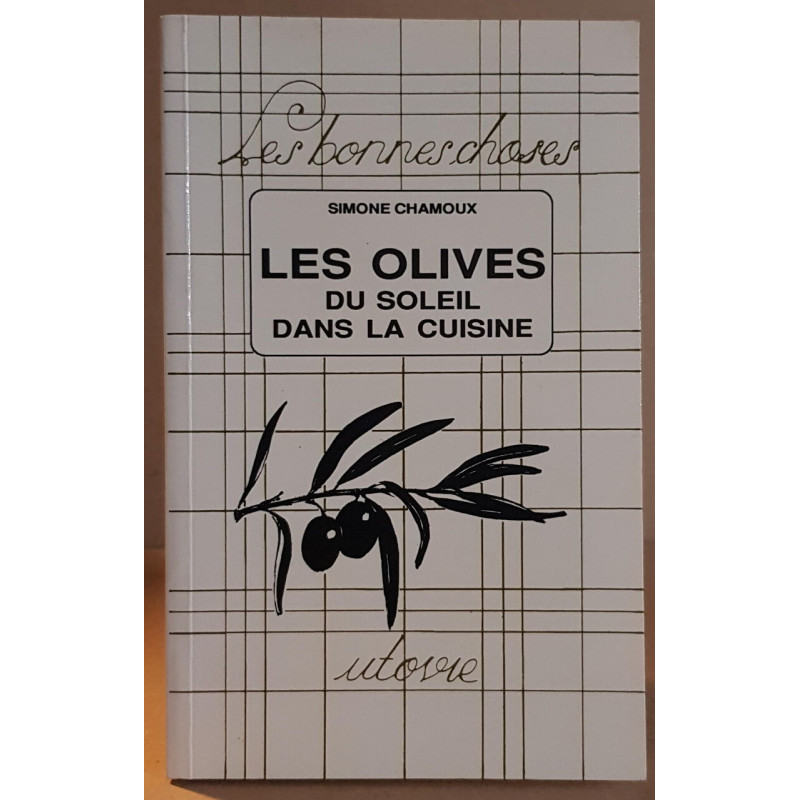 Les bonnes choses
SIMONE CHAMOUX
LES OLIVES
DU SOLEIL
DANS LA CUISINE
utovie